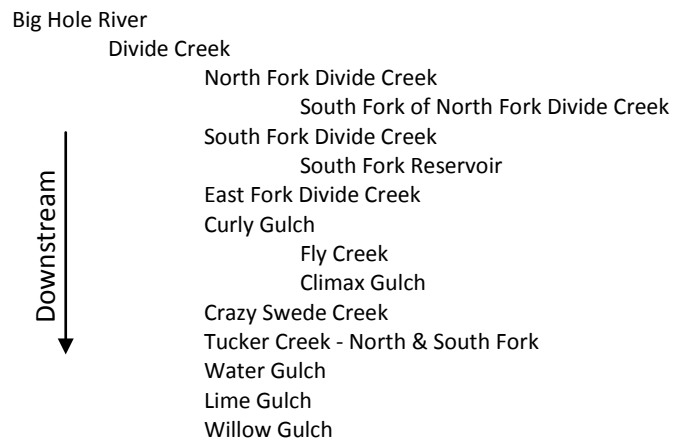 Big Hole River
Divide Creek
North Fork Divide Creek
South Fork of North Fork Divide Creek
South Fork Divide Creek
South Fork Reservoir
East Fork Divide Creek
Curly Gulch
Fly Creek
Climax Gulch
Crazy Swede Creek
Tucker Creek - North & South Fork
Water Gulch
Lime Gulch
Willow Gulch
Downstream